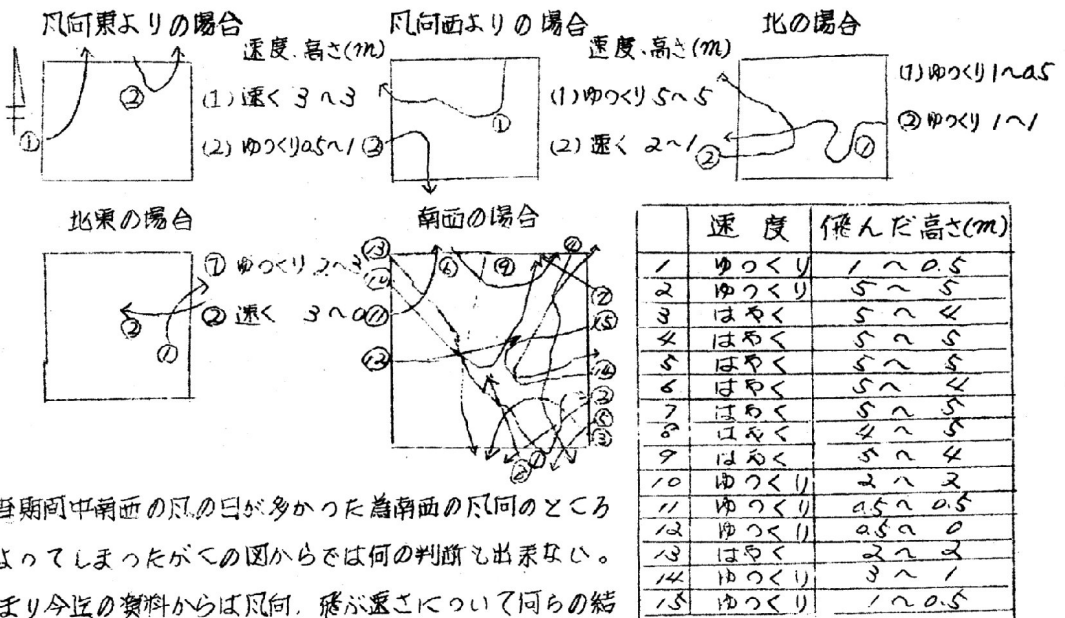 風向東よりの場合
速度、高さ(m)
(1) 速く 3〜3
(2) ゆっくり0.5〜1
① ②
風向西よりの場合
速度、高さ(m)
(1) ゆっくり 5〜5
(2) 速く 2〜1
① ②
北の場合
(1) ゆっくり 1〜0.5
② ゆっくり 1〜1
① ②
北東の場合
① ゆっくり 2〜3
② 速く 3〜0
① ②
南西の場合
速度 飛んだ高さ(m)
1 ゆっくり 1〜0.5
2 ゆっくり 5〜5
3 はやく 5〜4
4 はやく 5〜5
5 はやく 5〜5
6 はやく 5〜4
7 はやく 5〜5
8 はやく 4〜5
9 はやく 5〜4
10 ゆっくり 2〜2
11 ゆっくり 0.5〜0.5
12 ゆっくり 0.5〜0
13 はやく 2〜2
14 ゆっくり 3〜1
15 ゆっくり 1〜0.5
期間中南西の風の日が多かった為南西の風向のところ
よってしまったがこの図からでは何の判断も出来ない。
まり今迄の資料からは風向、飛ぶ速さについて何らの結